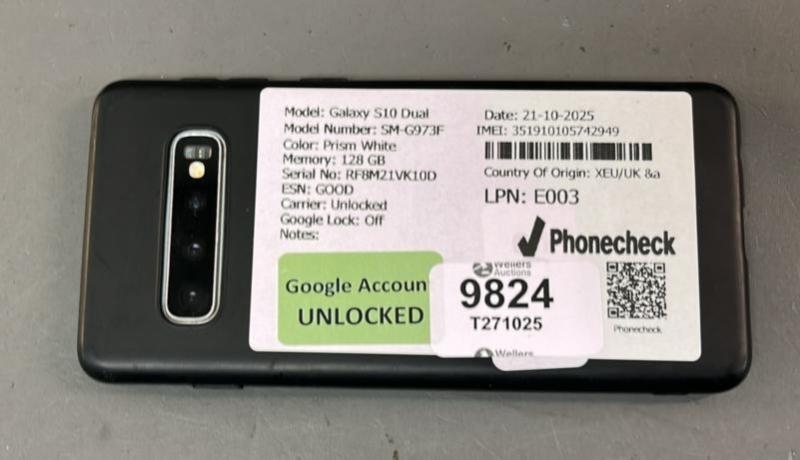 Model: Galaxy S10 Dual
Model Number: SM-G973F
Color: Prism White
Memory: 128 GB
Serial No: RF8M21VK10D
ESN: GOOD
Carrier: Unlocked
Google Lock: Off
Notes:
Date: 21-10-2025
IMEI: 351910105742949
Country Of Origin: XEU/UK &a
LPN: E003
Phonecheck
Google Accoun
UNLOCKED
Wellers
Auctions
9824
T271025
Wellers
Phonecheck